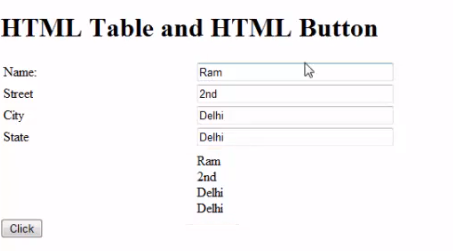 HTML Table and HTML Button
Name: Ram
Street 2nd
City Delhi
State Delhi
Ram
2nd
Delhi
Delhi
Click